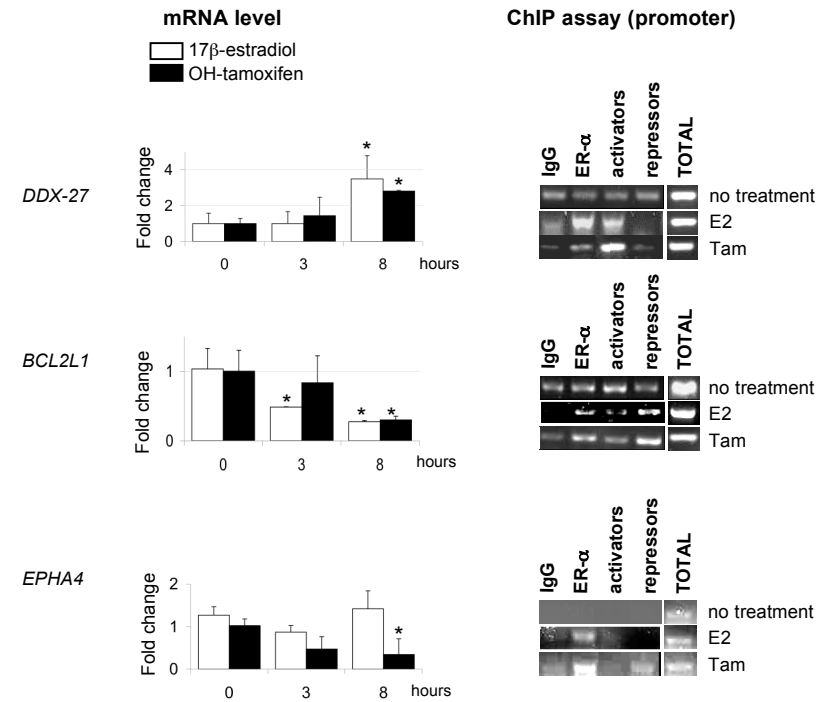 mRNA level
ChIP assay (promoter)
17β-estradiol
OH-tamoxifen
DDX-27
Fold change
4
2
0
*
*
0 3 8 hours
IgG
ER-α
activators
repressors
TOTAL
no treatment
E2
Tam
BCL2L1
Fold change
1
0
*
* *
0 3 8 hours
IgG
ER-α
activators
repressors
TOTAL
no treatment
E2
Tam
EPHA4
Fold change
2
1
0
*
0 3 8 hours
IgG
ER-α
activators
repressors
TOTAL
no treatment
E2
Tam